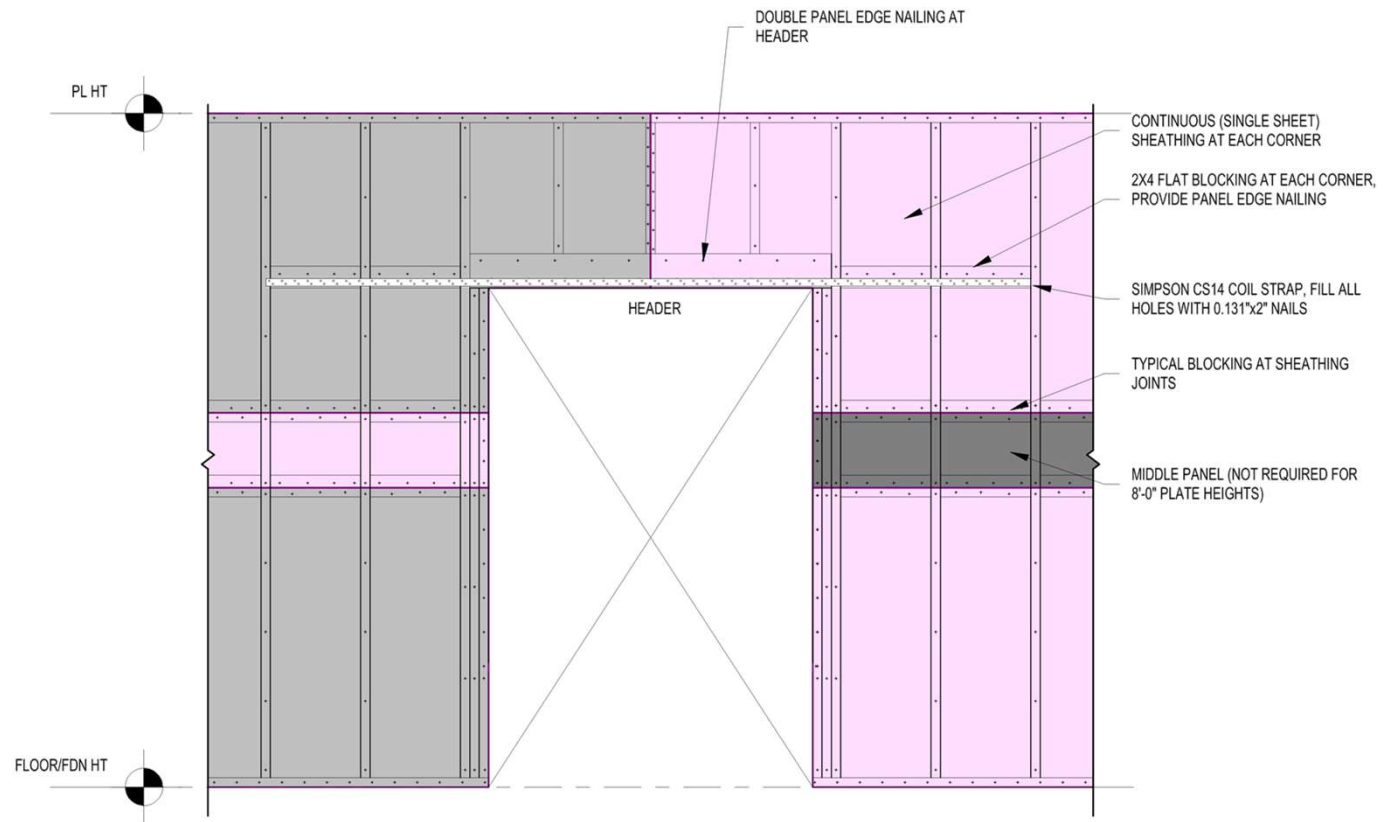 DOUBLE PANEL EDGE NAILING AT
HEADER
PL HT
CONTINUOUS (SINGLE SHEET)
SHEATHING AT EACH CORNER
2X4 FLAT BLOCKING AT EACH CORNER,
PROVIDE PANEL EDGE NAILING
SIMPSON CS14 COIL STRAP, FILL ALL
HOLES WITH 0.131"x2" NAILS
HEADER
TYPICAL BLOCKING AT SHEATHING
JOINTS
MIDDLE PANEL (NOT REQUIRED FOR
8'-0" PLATE HEIGHTS)
FLOOR/FDN HT